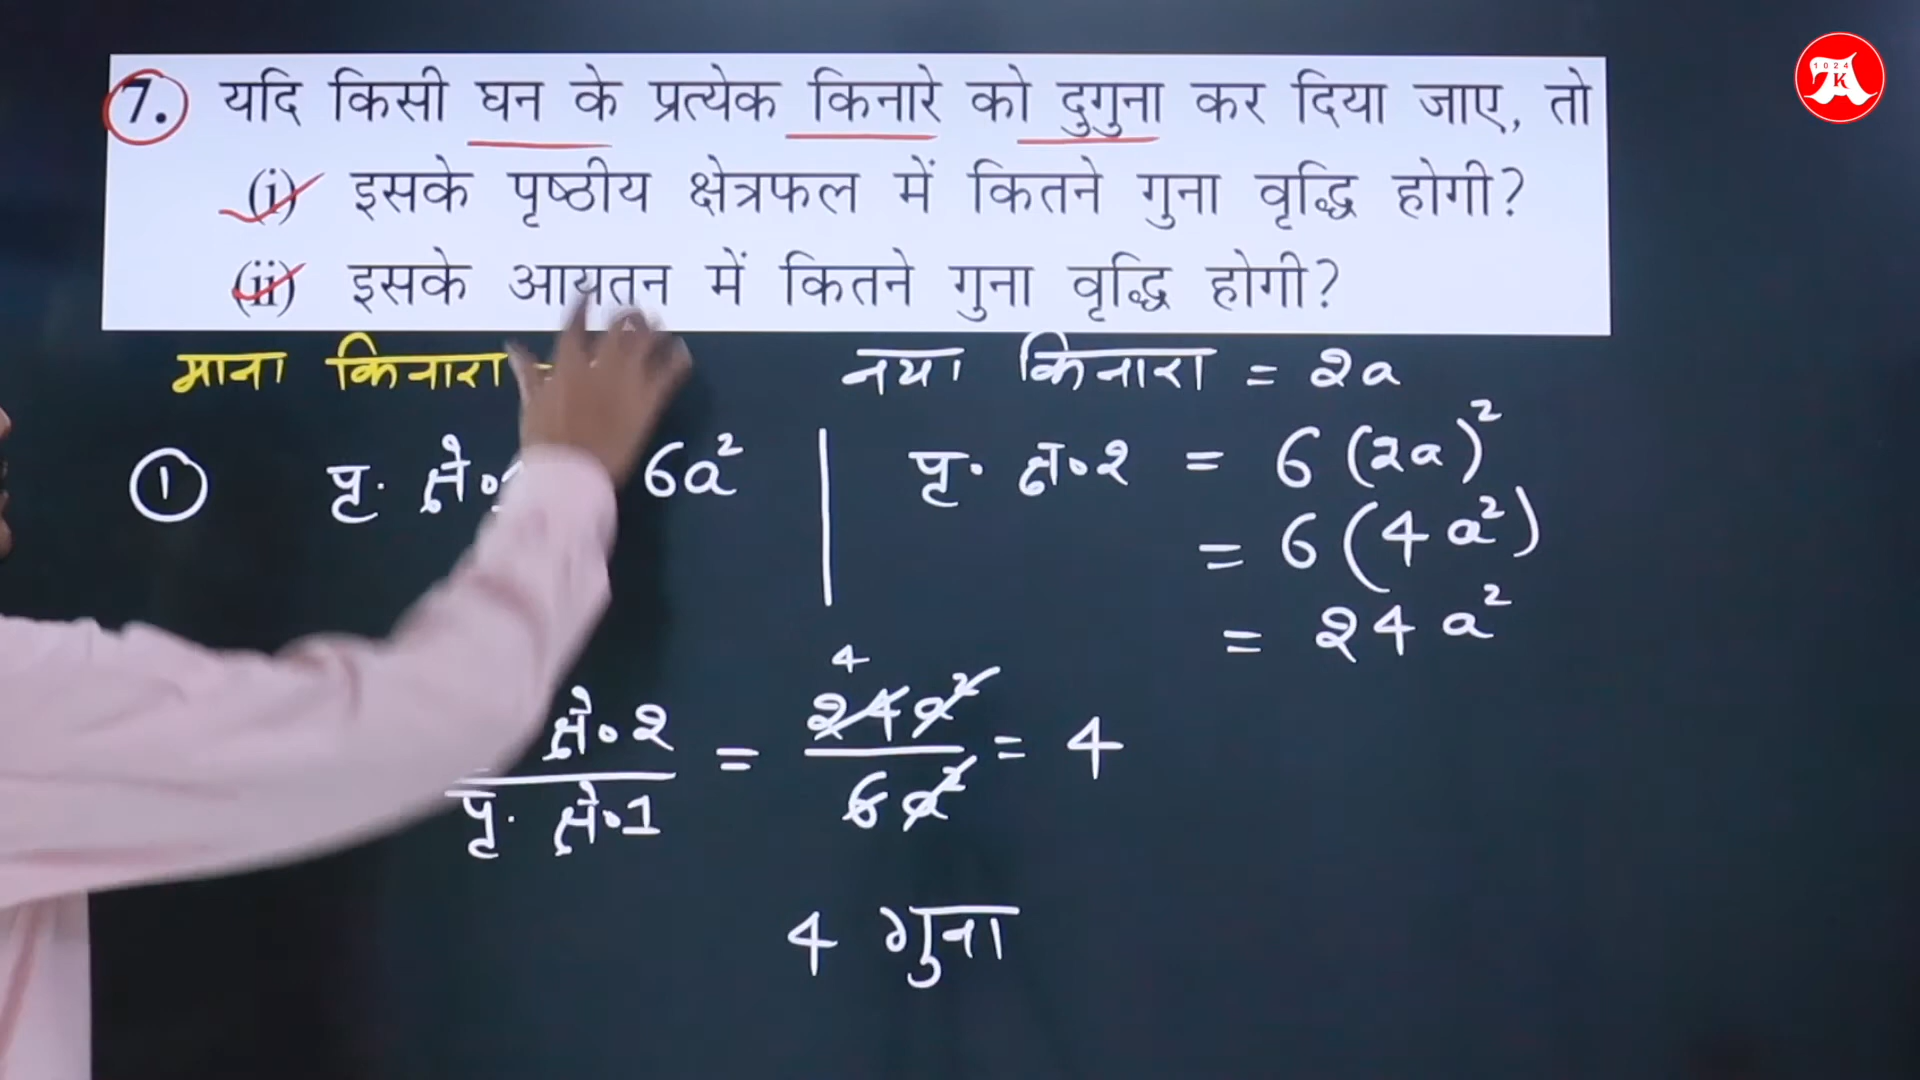 1024
K
7. यदि किसी घन के प्रत्येक किनारे को दुगुना कर दिया जाए, तो
(i) इसके पृष्ठीय क्षेत्रफल में कितने गुना वृद्धि होगी?
(ii) इसके आयतन में कितने गुना वृद्धि होगी?
माना किनारा -
नया किनारा = 2a
1 पृ. क्षे. 6a²
पृ. क्षे.2 = 6(2a)²
= 6(4a²)
= 24a²
क्षे.2 / पृ. क्षे.1 = 24a² / 6a² = 4
4
4 गुना